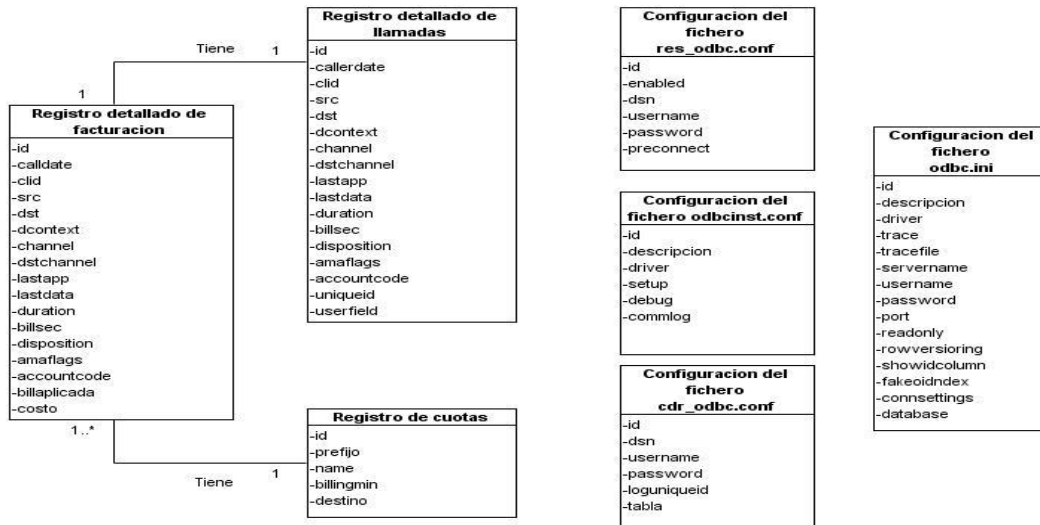 Registro detallado de
llamadas
-id
-callerdate
-clid
-src
-dst
-dcontext
-channel
-dstchannel
-lastapp
-lastdata
-duration
-billsec
-disposition
-amaflags
-accountcode
-uniqueid
-userfield
Tiene
1
1
Registro detallado de
facturacion
-id
-calldate
-clid
-src
-dst
-dcontext
-channel
-dstchannel
-lastapp
-lastdata
-duration
-billsec
-disposition
-amaflags
-accountcode
-billaplicada
-costo
1..*
Tiene
1
Registro de cuotas
-id
-prefijo
-name
-billingmin
-destino
Configuracion del
fichero
res_odbc.conf
-id
-enabled
-dsn
-username
-password
-preconnect
Configuracion del
fichero odbcinst.conf
-id
-descripcion
-driver
-setup
-debug
-commlog
Configuracion del
fichero
cdr_odbc.conf
-id
-dsn
-username
-password
-loguniqueid
-tabla
Configuracion del
fichero
odbc.ini
-id
-descripcion
-driver
-trace
-tracefile
-servername
-username
-password
-port
-readonly
-rowversioring
-showidcolumn
-fakeoidndex
-connsettings
-database